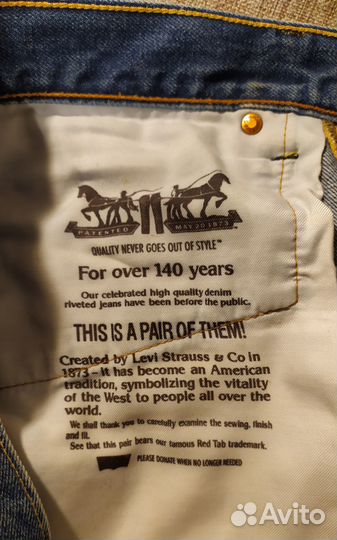 PATENTED MAY 20 1873
QUALITY NEVER GOES OUT OF STYLE™
For over 140 years
Our celebrated high quality denim
riveted jeans have been before the public.
THIS IS A PAIR OF THEM!
Created by Levi Strauss & Co in
1873 - it has become an American
tradition, symbolizing the vitality
of the West to people all over the
world.
We shall thank you to carefully examine the sewing, finish
and fit.
See that this pair bears our famous Red Tab trademark.
PLEASE DONATE WHEN NO LONGER NEEDED
Avito